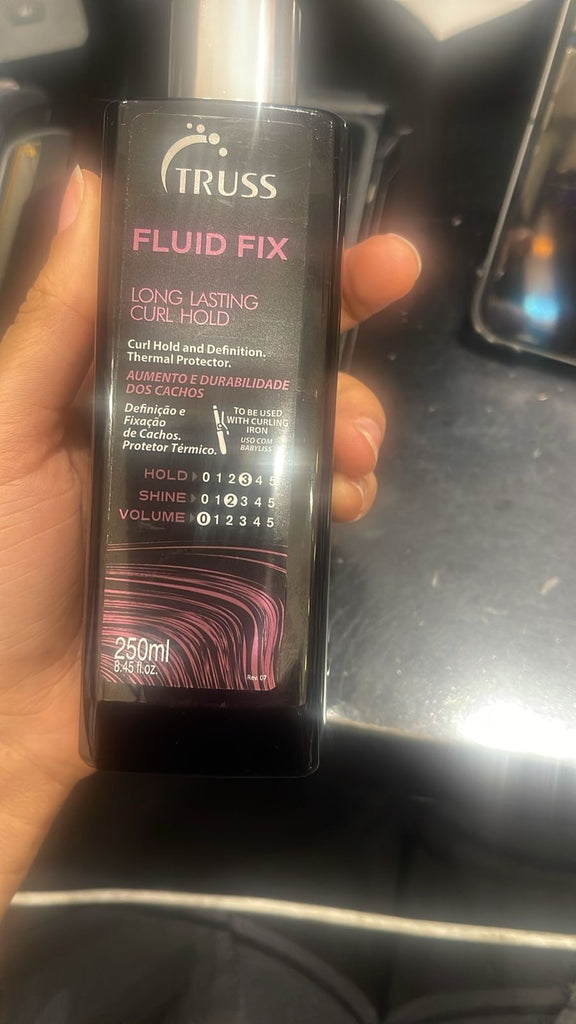 TRUSS
FLUID FIX
LONG LASTING
CURL HOLD
Curl Hold and Definition.
Thermal Protector.
AUMENTO E DURABILIDADE
DOS CACHOS
Definição e
Fixação
de Cachos.
Protetor Térmico.
TO BE USED
WITH CURLING
IRON
USO COM
BABYLISS
HOLD 0 1 2 3 4 5
SHINE 0 1 2 3 4 5
VOLUME 0 1 2 3 4 5
250ml
8.45 fl.oz.
Rev. 07